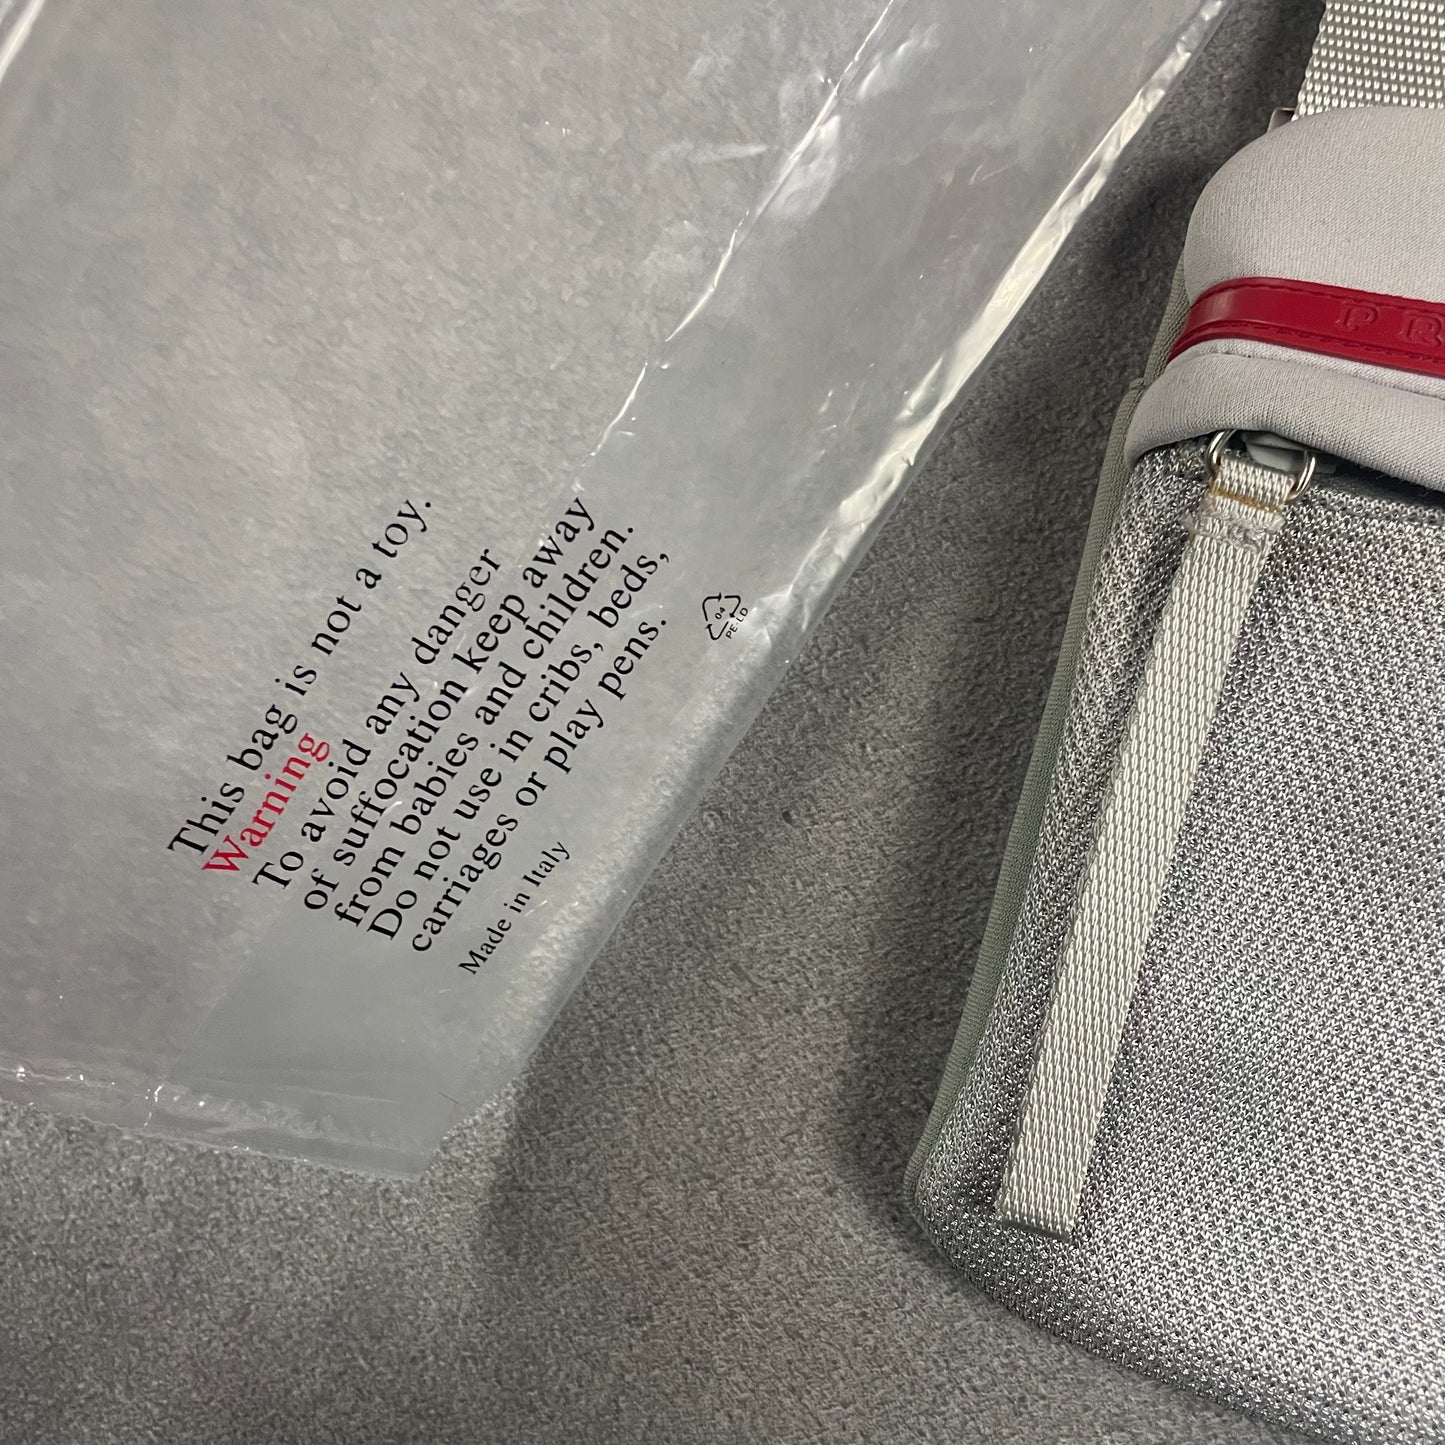 This bag is not a toy.
Warning
To avoid any danger
of suffocation keep away
from babies and children.
Do not use in cribs, beds,
carriages or play pens.
Made in Italy
04
PE-LD
PR